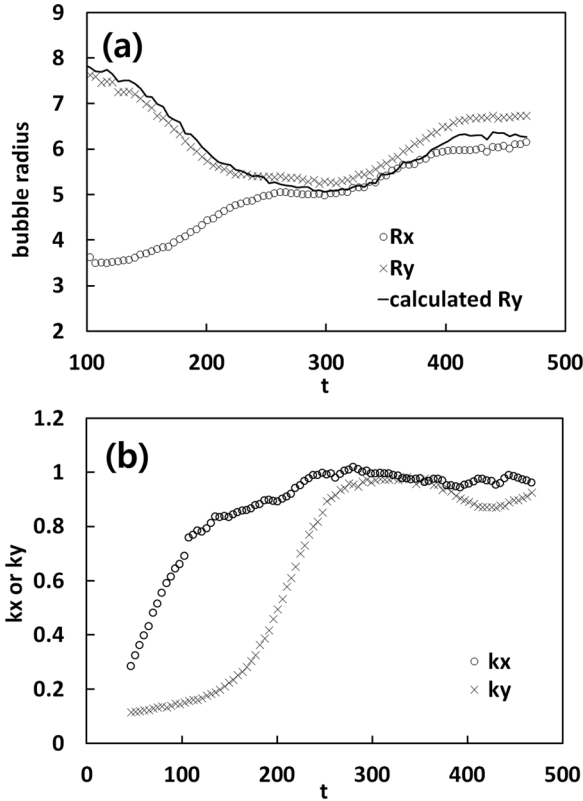 (a)
9
8
7
6
5
4
3
2
bubble radius
Rx
Ry
calculated Ry
100 200 300 400 500
t
(b)
1.2
1
0.8
0.6
0.4
0.2
0
kx or ky
kx
ky
0 100 200 300 400 500
t